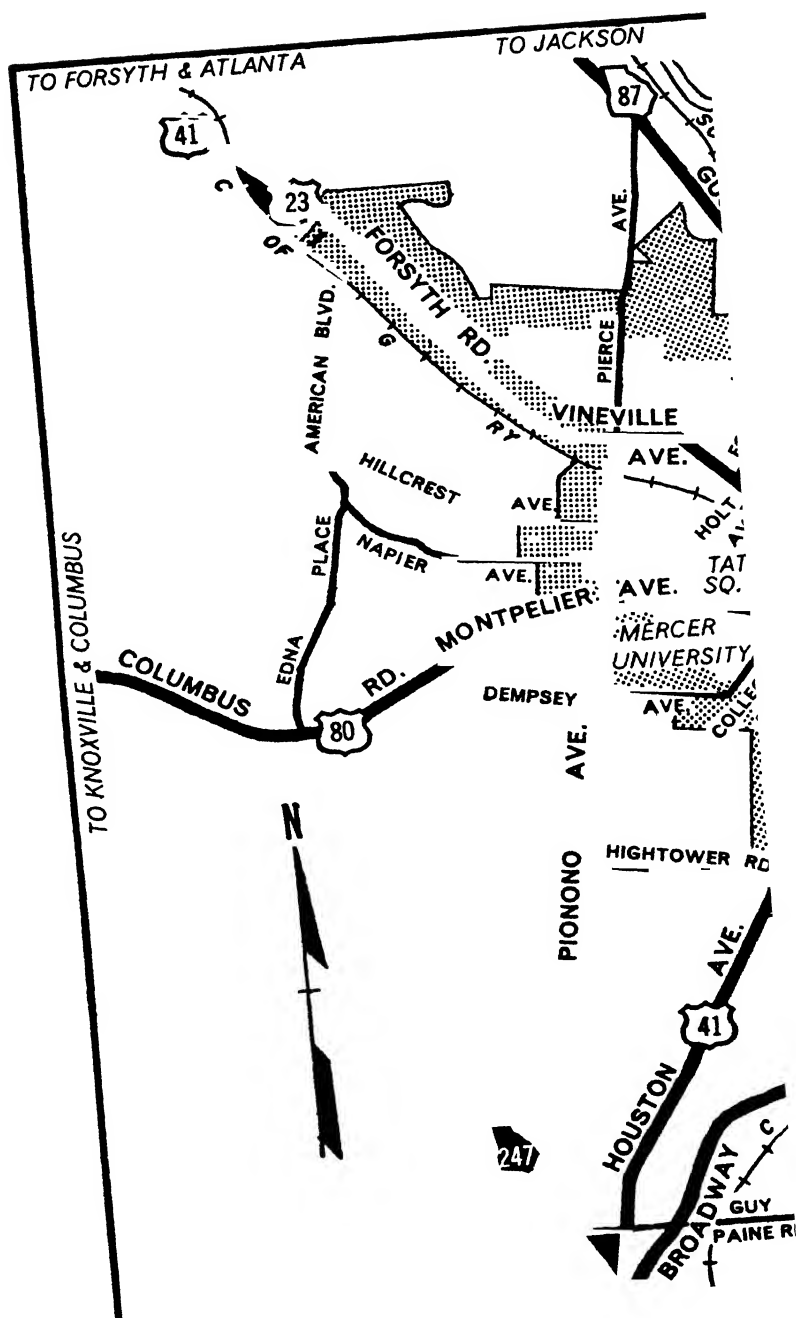 TO JACKSON
TO FORSYTH & ATLANTA
87
41
C OF G RY
23
FORSYTH RD.
PIERCE AVE.
AMERICAN BLVD.
VINEVILLE
AVE.
HILLCREST
AVE.
HOLT
PLACE
NAPIER
AVE.
TAT
SQ.
MONTPELIER AVE.
MERCER
UNIVERSITY
EDNA
COLUMBUS
RD.
80
DEMPSEY
AVE.
TO KNOXVILLE & COLUMBUS
PIONONO AVE.
N
HIGHTOWER RD
HOUSTON AVE.
41
247
BROADWAY
C
GUY
PAINE